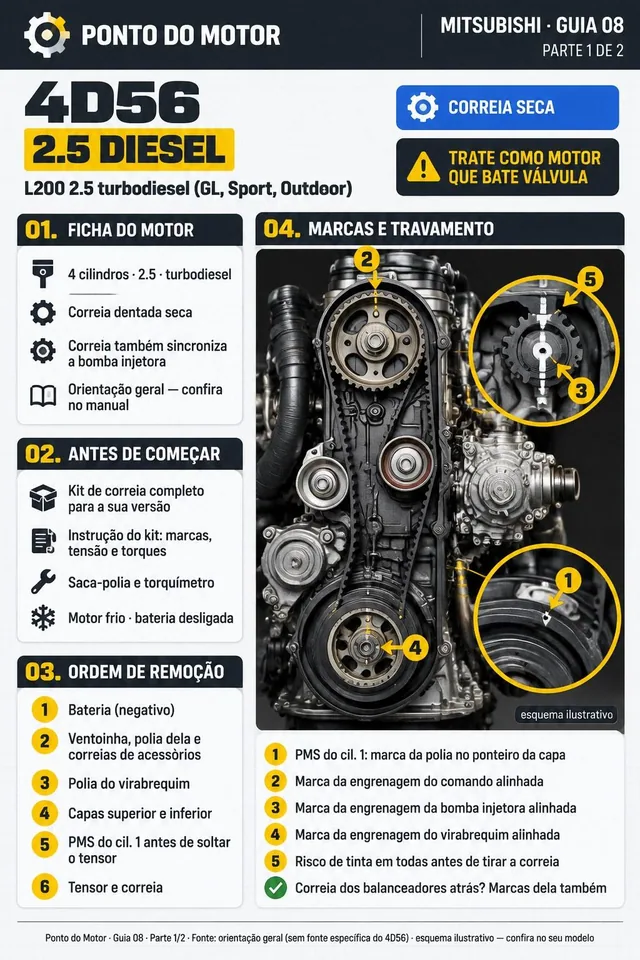 PONTO DO MOTOR
MITSUBISHI · GUIA 08
PARTE 1 DE 2
4D56
2.5 DIESEL
L200 2.5 turbodiesel (GL, Sport, Outdoor)
CORREIA SECA
TRATE COMO MOTOR
QUE BATE VÁLVULA
01. FICHA DO MOTOR
4 cilindros · 2.5 · turbodiesel
Correia dentada seca
Correia também sincroniza
a bomba injetora
Orientação geral — confira
no manual
02. ANTES DE COMEÇAR
Kit de correia completo
para a sua versão
Instrução do kit: marcas,
tensão e torques
Saca-polia e torquímetro
Motor frio · bateria desligada
03. ORDEM DE REMOÇÃO
1 Bateria (negativo)
2 Ventoinha, polia dela e
correias de acessòrios
3 Polia do virabrequim
4 Capas superior e inferior
5 PMS do cil. 1 antes de soltar
o tensor
6 Tensor e correia
04. MARCAS E TRAVAMENTO
2
5
3
1
4
esquema ilustrativo
1 PMS do cil. 1: marca da polia no ponteiro da capa
2 Marca da engrenagem do comando alinhada
3 Marca da engrenagem da bomba injetora alinhada
4 Marca da engrenagem do virabrequim alinhada
5 Risco de tinta em todas antes de tirar a correia
Correia dos balanceadores atrás? Marcas dela também
Ponto do Motor · Guia 08 · Parte 1/2 · Fonte: orientação geral (sem fonte específica do 4D56) · esquema ilustrativo — confira no seu modelo